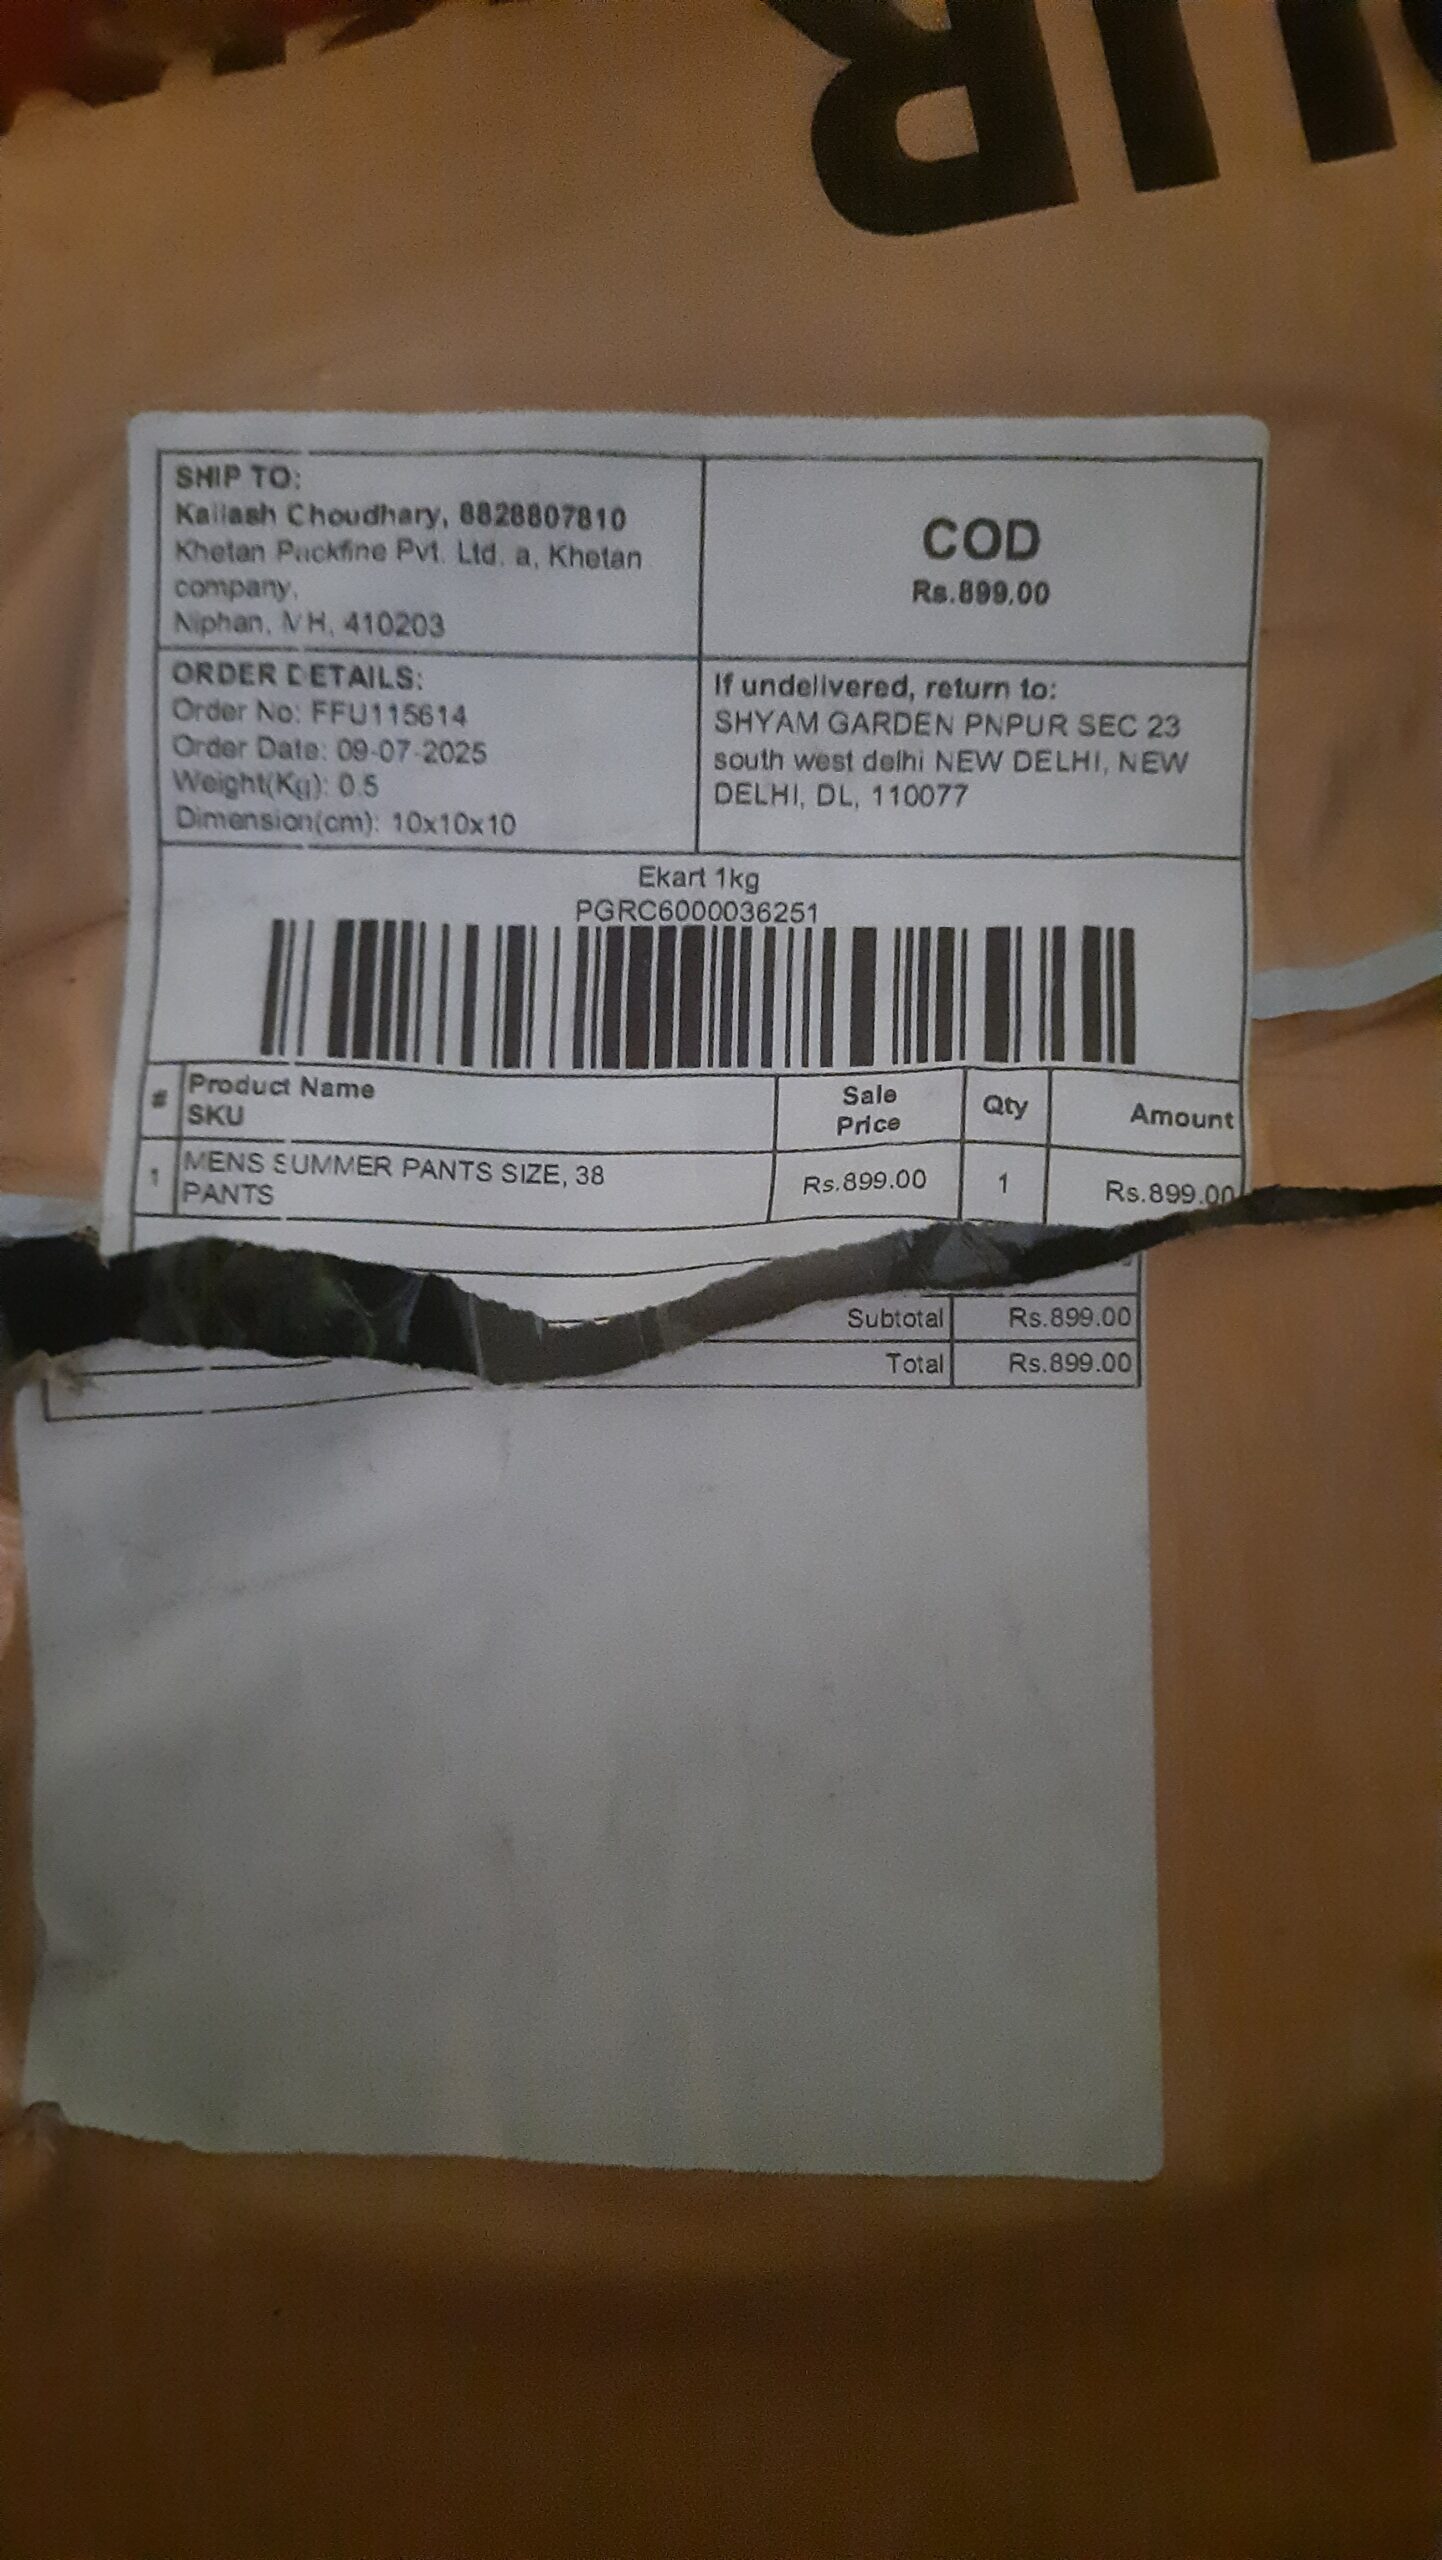 SHIP TO:
Kailash Choudhary, 8828807810
Khetan Packfine Pvt. Ltd. a, Khetan
company,
Niphan, MH, 410203
COD
Rs.899.00
ORDER DETAILS:
Order No: FFU115614
Order Date: 09-07-2025
Weight(Kg): 0.5
Dimension(cm): 10x10x10
If undelivered, return to:
SHYAM GARDEN PNPUR SEC 23
south west delhi NEW DELHI, NEW
DELHI, DL, 110077
Ekart 1kg
PGRC6000036251
# Product Name SKU Sale Price Qty Amount
1 MENS SUMMER PANTS SIZE, 38 Rs.899.00 1 Rs.899.00
PANTS
Subtotal Rs.899.00
Total Rs.899.00